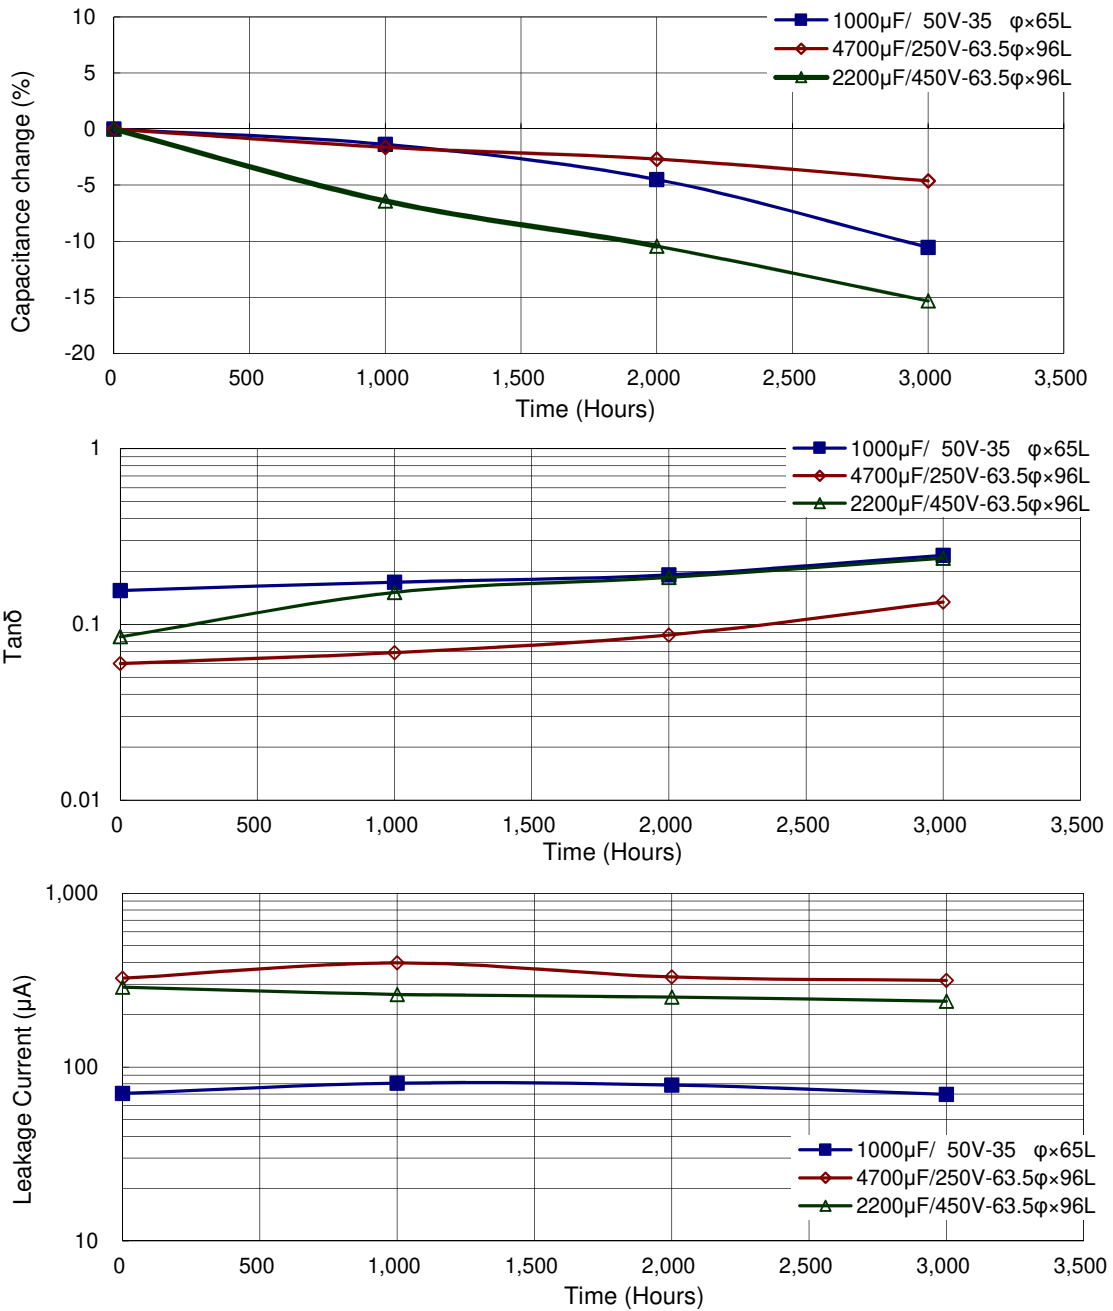 10
5
0
-5
-10
-15
-20
Capacitance change (%)
1000µF/ 50V-35 φ×65L
4700µF/250V-63.5φ×96L
2200µF/450V-63.5φ×96L
0 500 1,000 1,500 2,000 2,500 3,000 3,500
Time (Hours)
1
0.1
0.01
Tanδ
1000µF/ 50V-35 φ×65L
4700µF/250V-63.5φ×96L
2200µF/450V-63.5φ×96L
0 500 1,000 1,500 2,000 2,500 3,000 3,500
Time (Hours)
1,000
100
10
Leakage Current (µA)
1000µF/ 50V-35 φ×65L
4700µF/250V-63.5φ×96L
2200µF/450V-63.5φ×96L
0 500 1,000 1,500 2,000 2,500 3,000 3,500
Time (Hours)